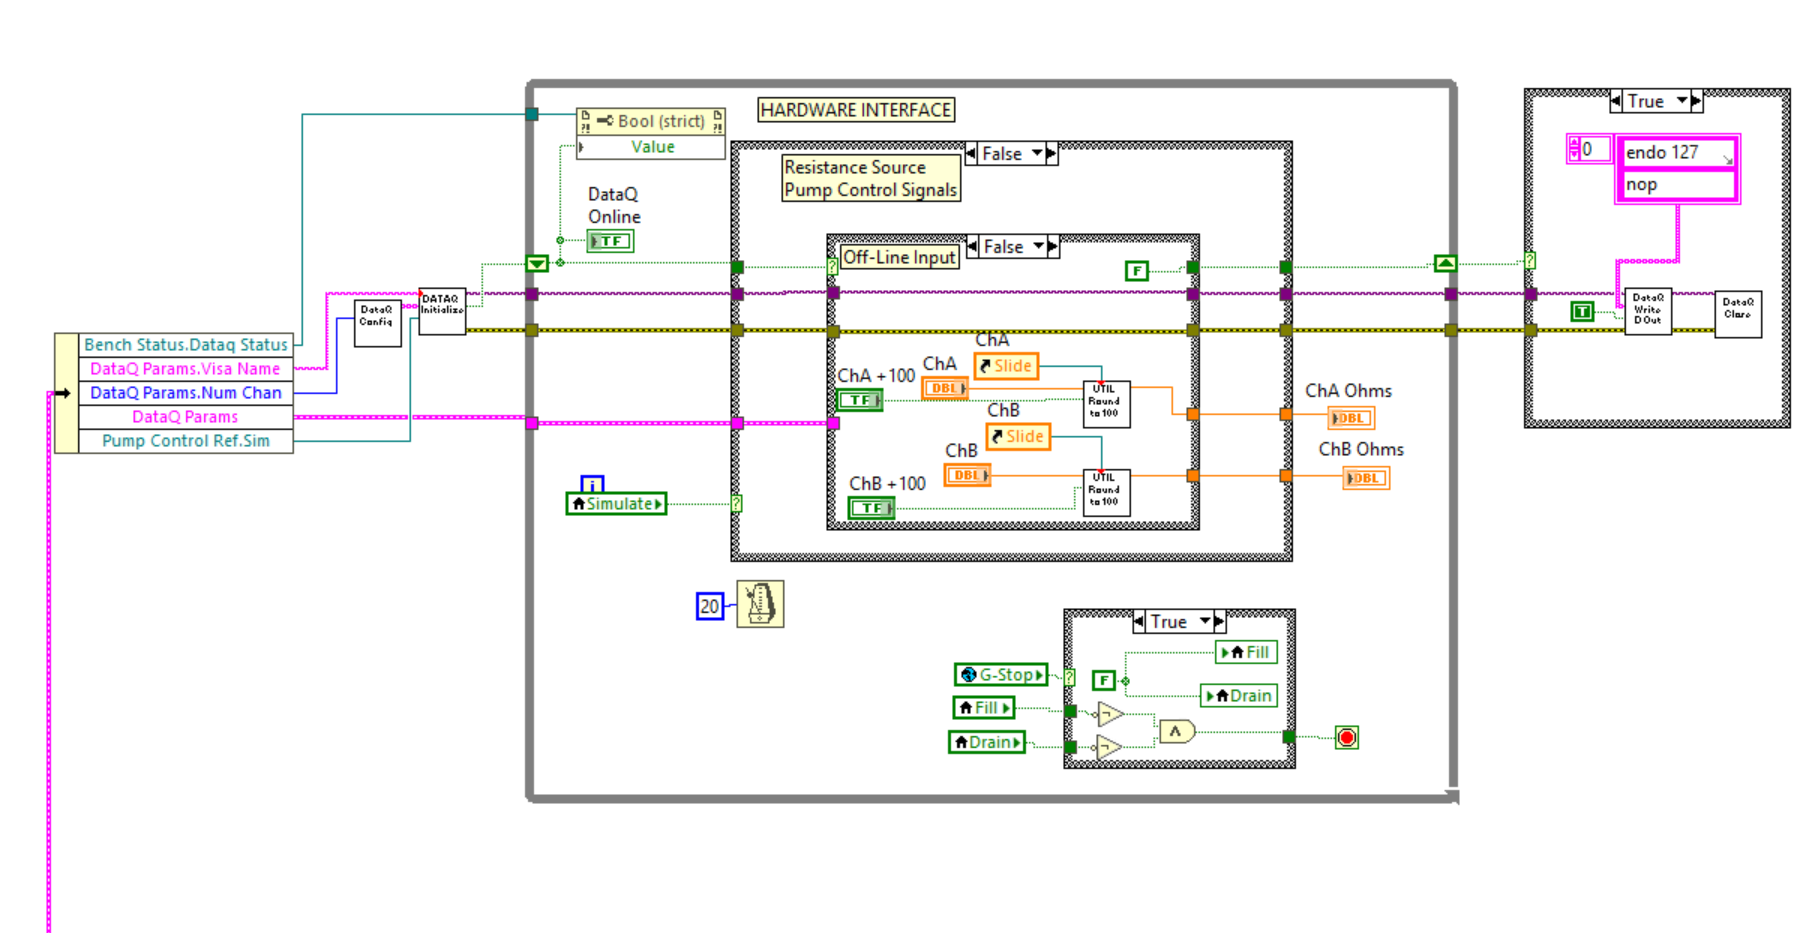 HARDWARE INTERFACE
Bool (strict)
Value
DataQ
Online
TF
False
Resistance Source
Pump Control Signals
False
Off-Line Input
F
True
0
endo 127
nop
T
DataQ
Write
DOut
DataQ
Close
DataQ
Config
DATAQ
Initialize
Bench Status.Dataq Status
DataQ Params.Visa Name
DataQ Params.Num Chan
DataQ Params
Pump Control Ref.Sim
ChA
Slide
ChA
DBL
ChA +100
TF
UTIL
Round
to 100
ChB
Slide
ChB
DBL
ChB +100
TF
UTIL
Round
to 100
ChA Ohms
DBL
ChB Ohms
DBL
i
Simulate
20
True
G-Stop
Fill
Drain
F
Fill
Drain